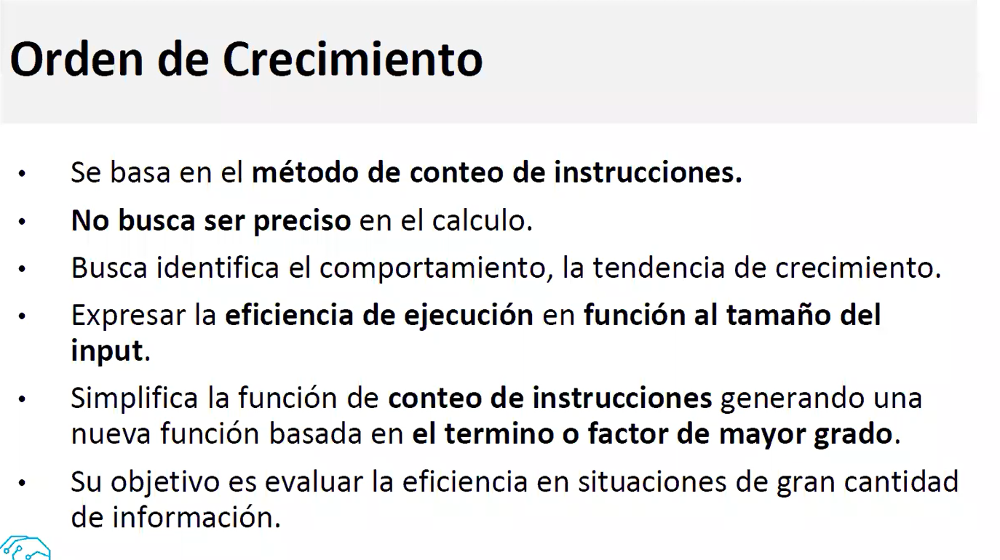 Orden de Crecimiento
• Se basa en el método de conteo de instrucciones.
• No busca ser preciso en el calculo.
• Busca identifica el comportamiento, la tendencia de crecimiento.
• Expresar la eficiencia de ejecución en función al tamaño del
input.
• Simplifica la función de conteo de instrucciones generando una
nueva función basada en el termino o factor de mayor grado.
• Su objetivo es evaluar la eficiencia en situaciones de gran cantidad
de información.